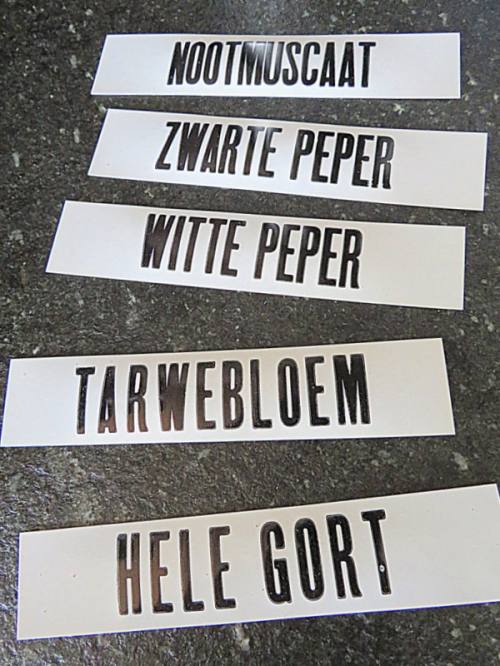 NOOTMUSCAAT
ZWARTE PEPER
WITTE PEPER
TARWEBLOEM
HELE GORT